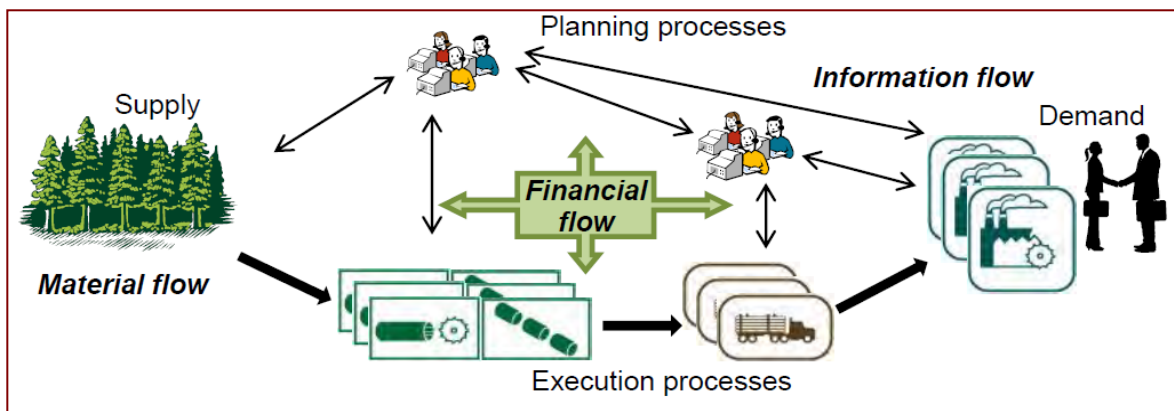 Planning processes
Information flow
Supply
Demand
Financial
flow
Material flow
Execution processes